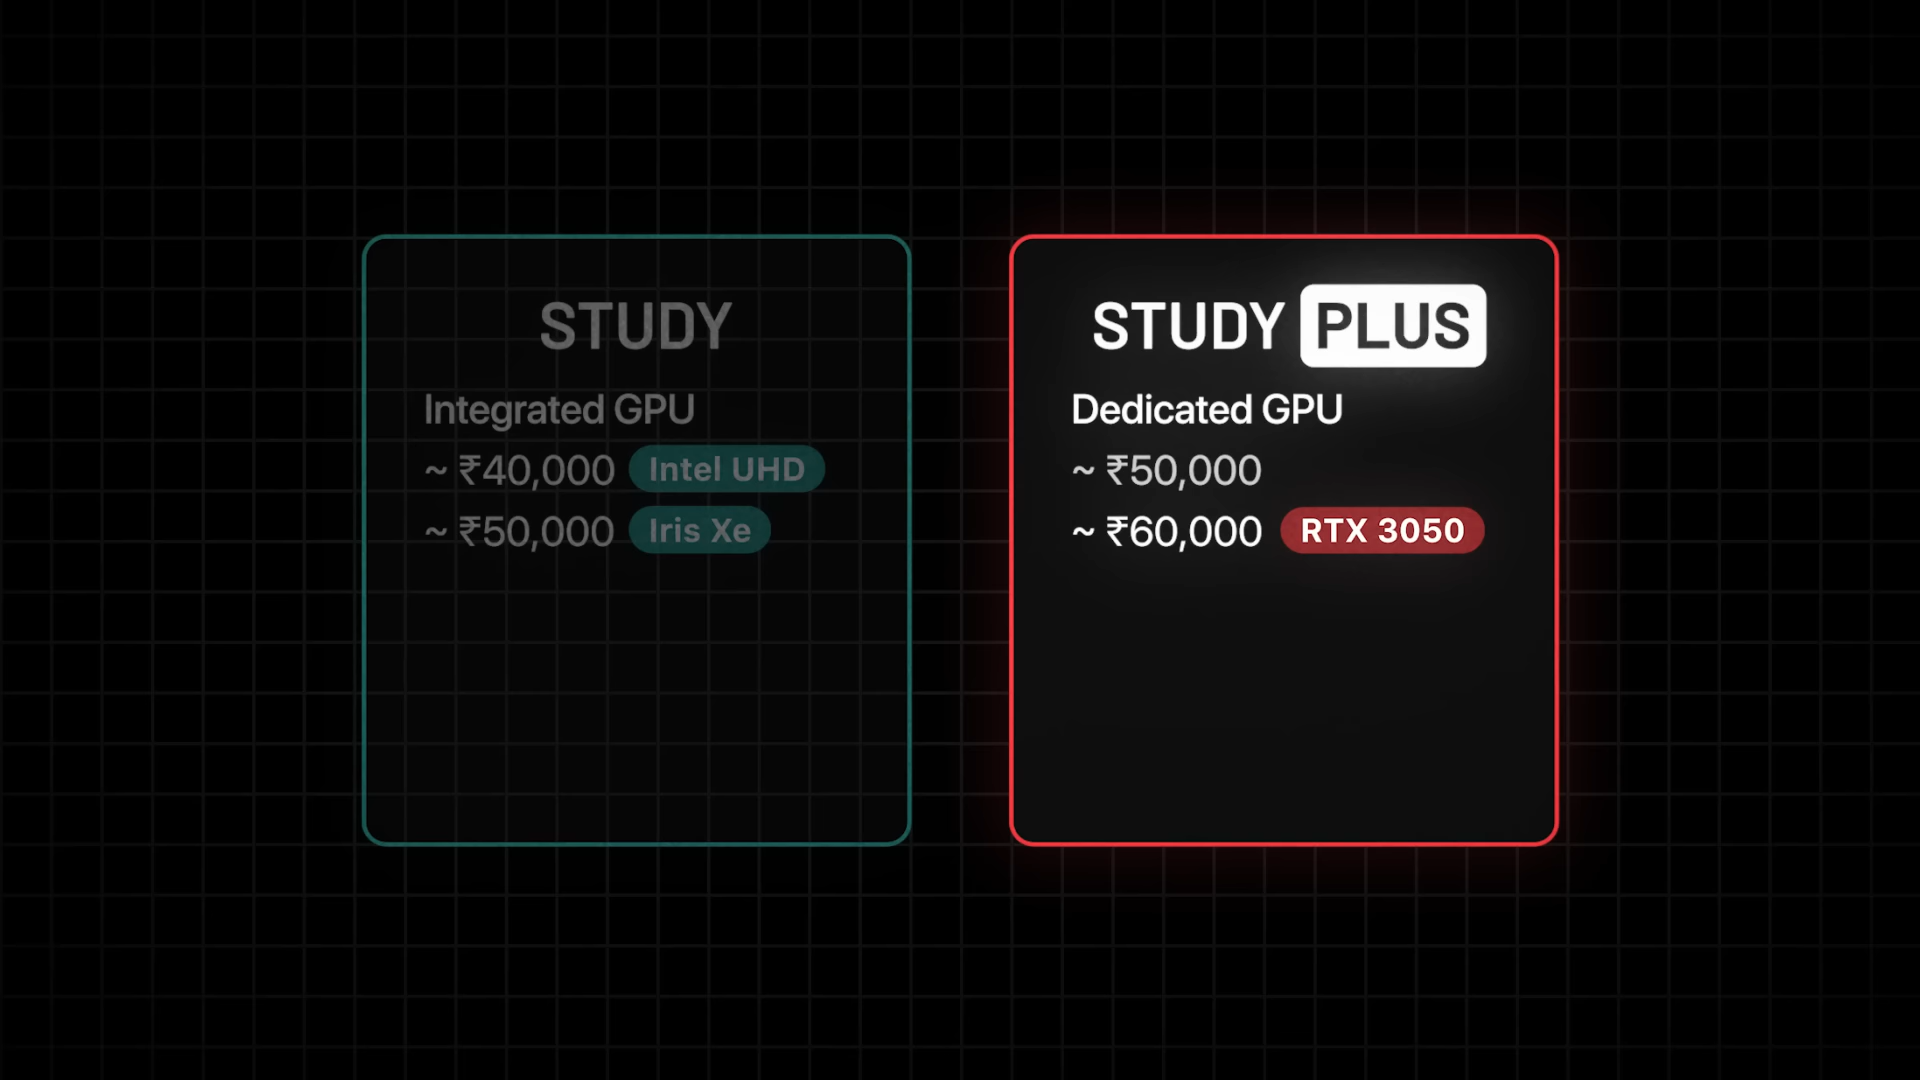 STUDY
Integrated GPU
~ ₹40,000 Intel UHD
~ ₹50,000 Iris Xe
STUDY PLUS
Dedicated GPU
~ ₹50,000
~ ₹60,000 RTX 3050